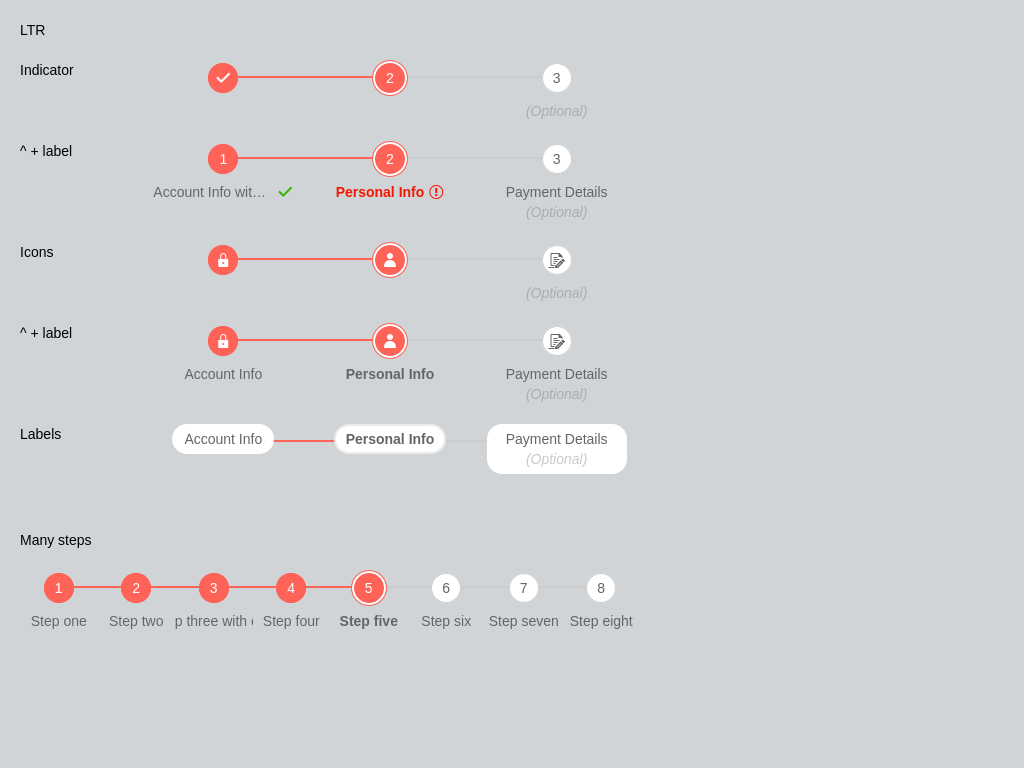 LTR
Indicator
2
3
(Optional)
^ + label
1
2
3
Account Info wit…
Personal Info
Payment Details
(Optional)
Icons
(Optional)
^ + label
Account Info
Personal Info
Payment Details
(Optional)
Labels
Account Info
Personal Info
Payment Details
(Optional)
Many steps
1 2 3 4 5 6 7 8
Step one
Step two
p three with
Step four
Step five
Step six
Step seven
Step eight